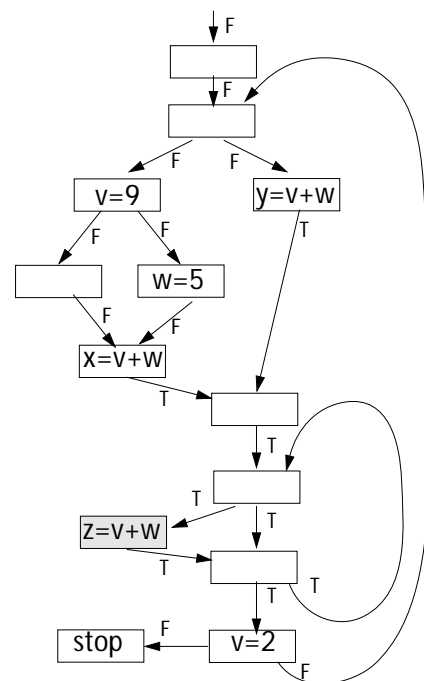 F
F
F F
v=9 y=v+w
F F T
w=5
F F
x=v+w
T
T
T T
z=v+w
T T T
F
stop v=2
F